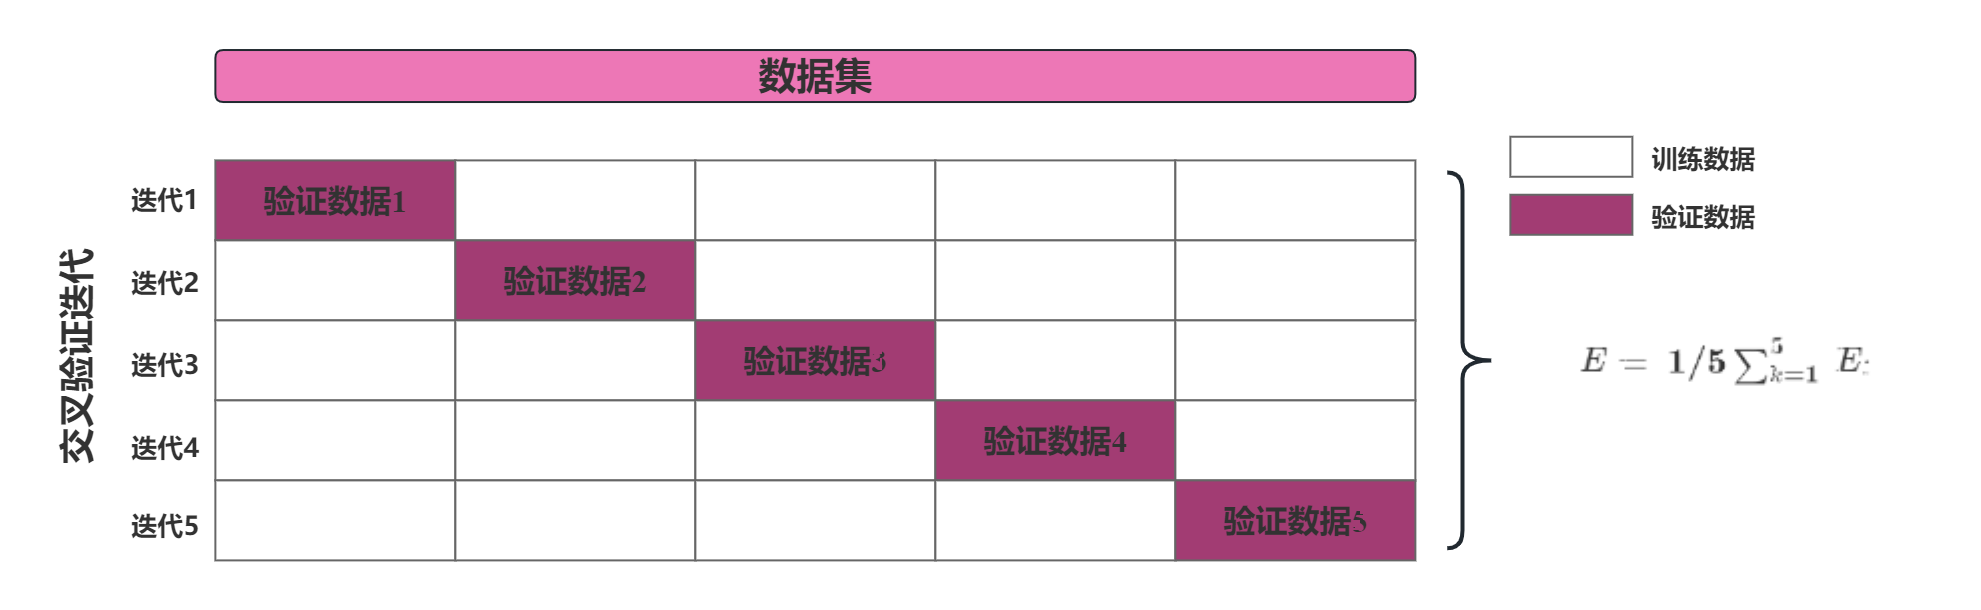 数据集
训练数据
验证数据
交叉验证迭代
迭代1
验证数据1
迭代2
验证数据2
迭代3
验证数据3
迭代4
验证数据4
迭代5
验证数据5
E = 1/5 ∑_{k=1}^{5} E